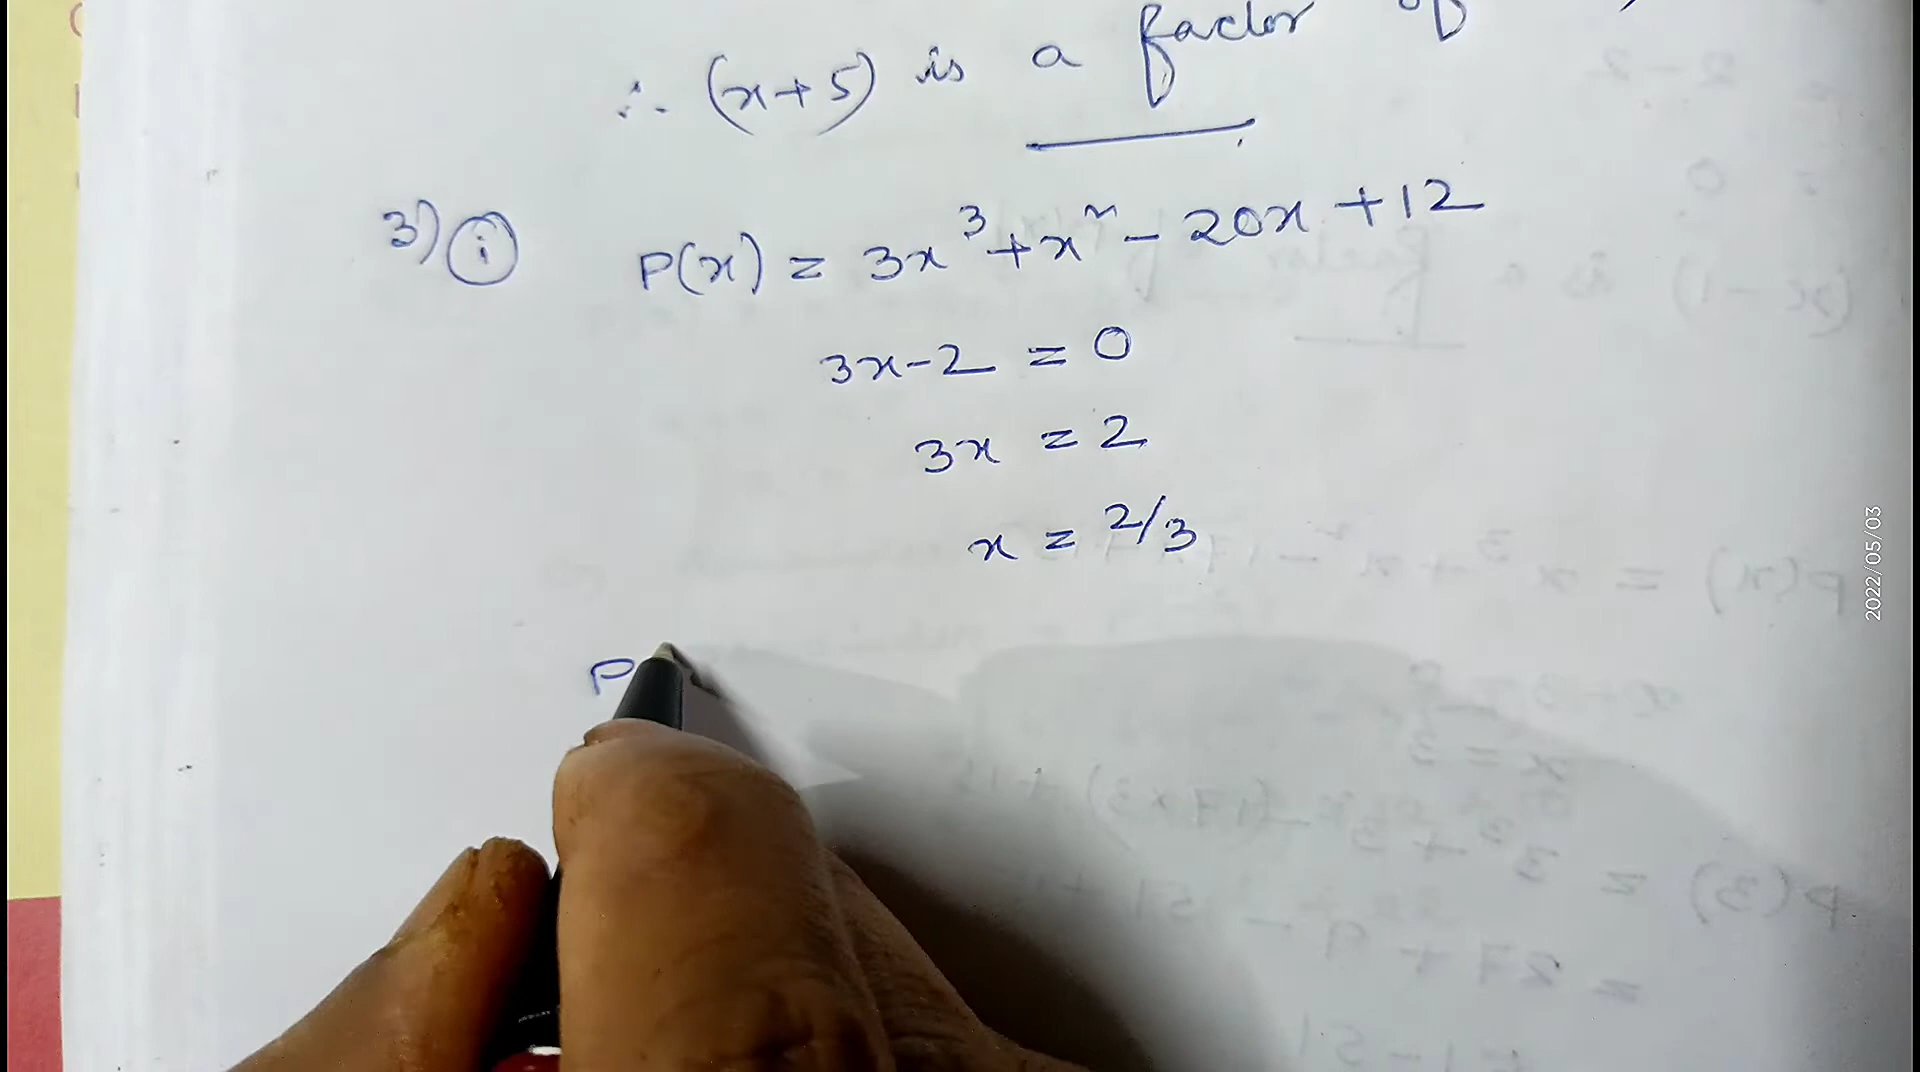 ∴ (x+5) is a factor of
3) i P(x) = 3x³+x² - 20x +12
3x-2 = 0
3x = 2
x = 2/3
P
2022/05/03